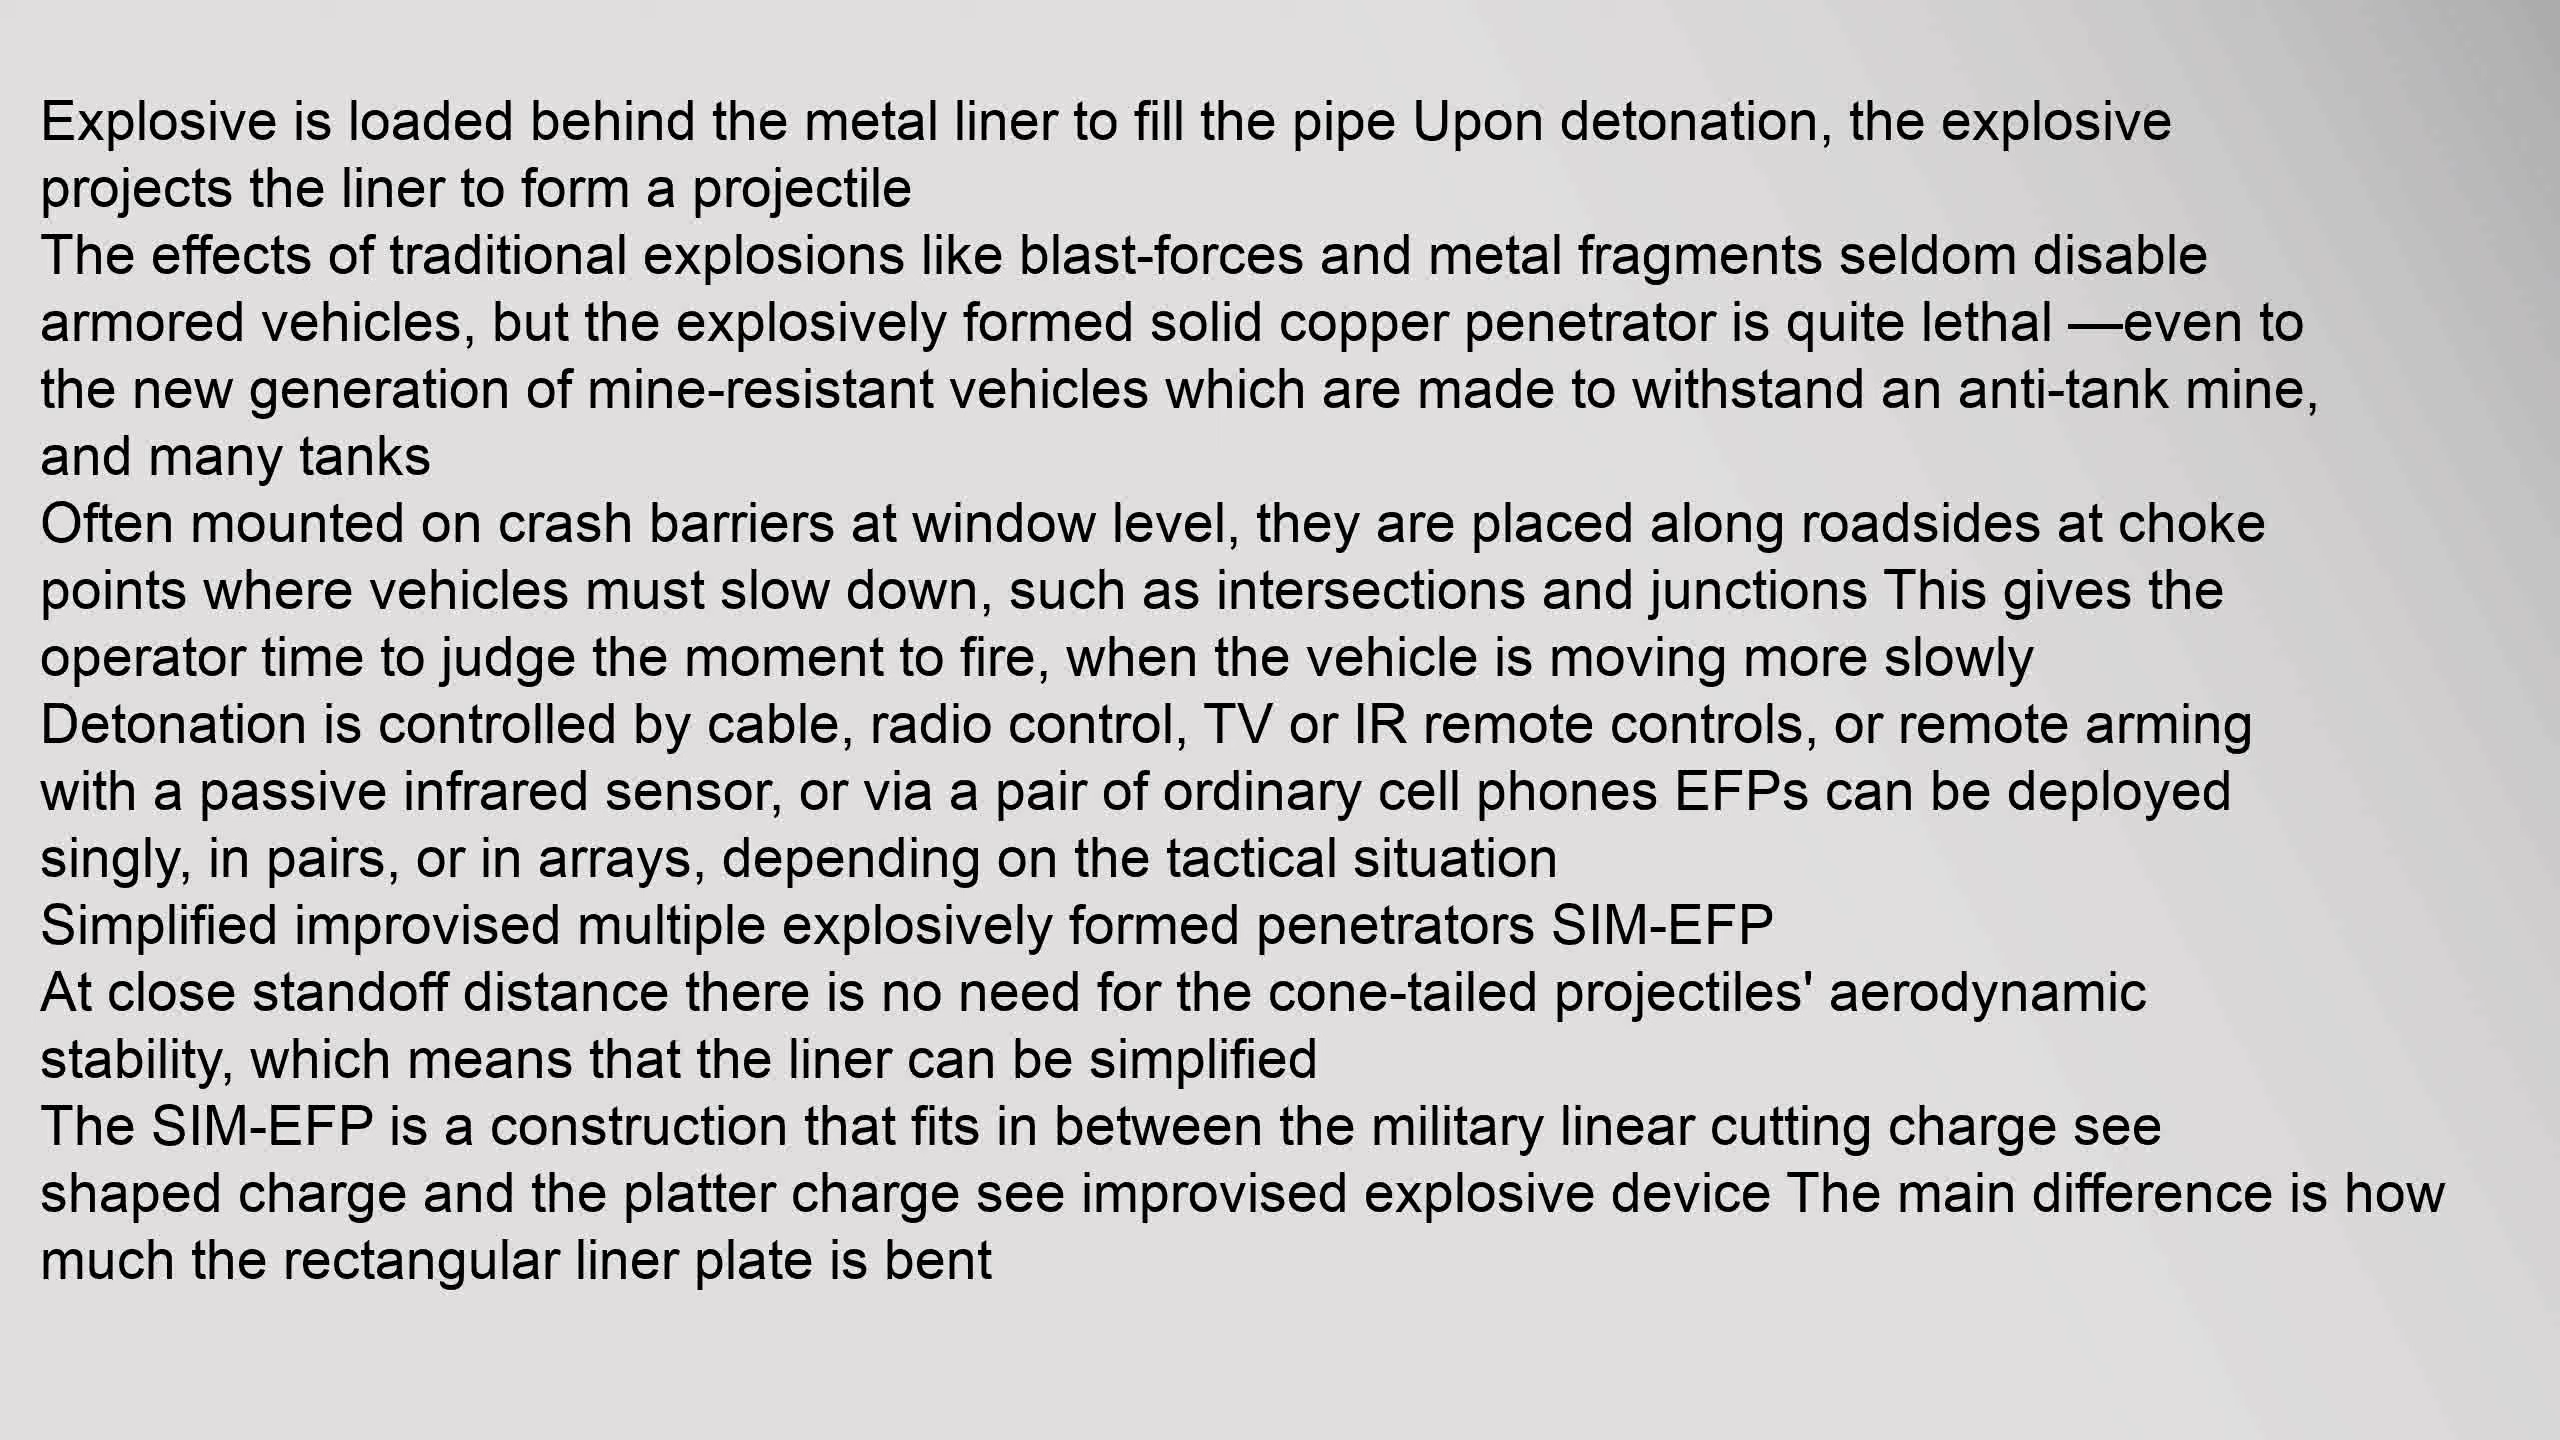 Explosive is loaded behind the metal liner to fill the pipe Upon detonation, the explosive
projects the liner to form a projectile
The effects of traditional explosions like blast-forces and metal fragments seldom disable
armored vehicles, but the explosively formed solid copper penetrator is quite lethal —even to
the new generation of mine-resistant vehicles which are made to withstand an anti-tank mine,
and many tanks
Often mounted on crash barriers at window level, they are placed along roadsides at choke
points where vehicles must slow down, such as intersections and junctions This gives the
operator time to judge the moment to fire, when the vehicle is moving more slowly
Detonation is controlled by cable, radio control, TV or IR remote controls, or remote arming
with a passive infrared sensor, or via a pair of ordinary cell phones EFPs can be deployed
singly, in pairs, or in arrays, depending on the tactical situation
Simplified improvised multiple explosively formed penetrators SIM-EFP
At close standoff distance there is no need for the cone-tailed projectiles' aerodynamic
stability, which means that the liner can be simplified
The SIM-EFP is a construction that fits in between the military linear cutting charge see
shaped charge and the platter charge see improvised explosive device The main difference is how
much the rectangular liner plate is bent